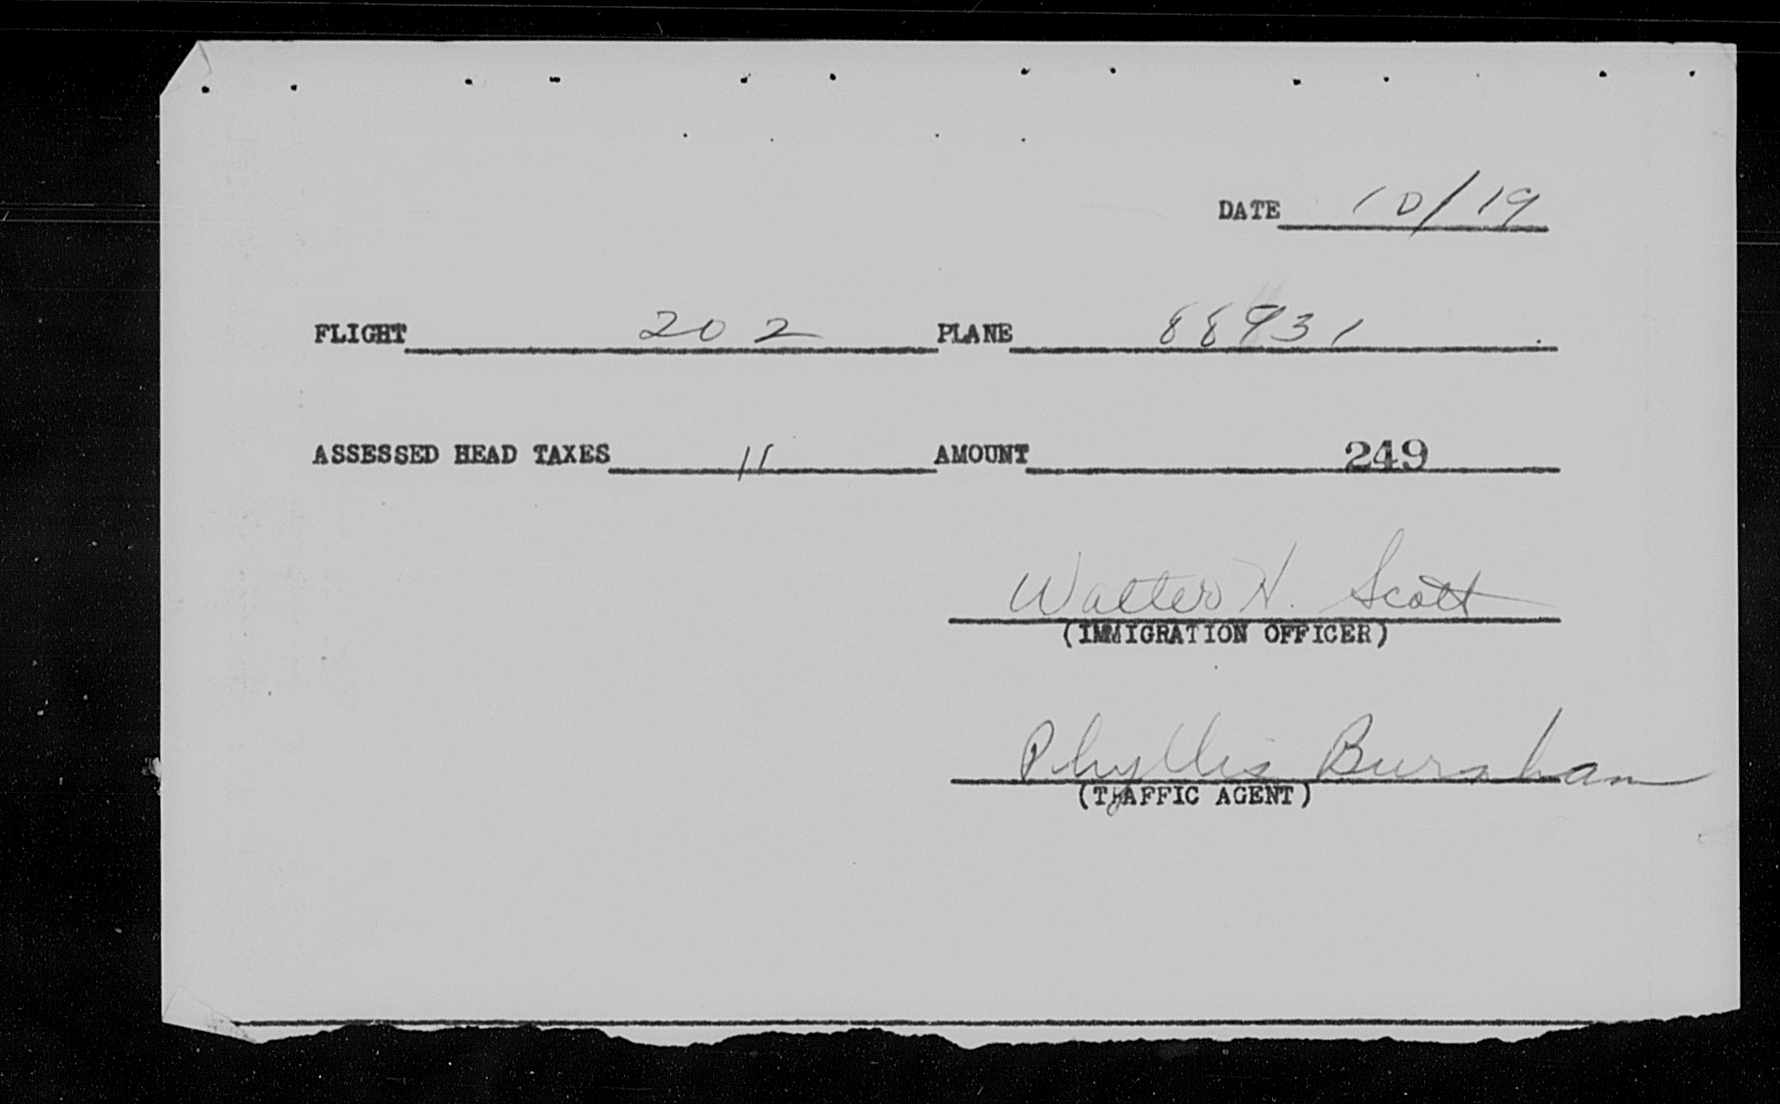 DATE 10/19
FLIGHT 202 PLANE 88931
ASSESSED HEAD TAXES 11 AMOUNT 249
Walter H. Scott
(IMMIGRATION OFFICER)
Phyllis Burnham
(TRAFFIC AGENT)